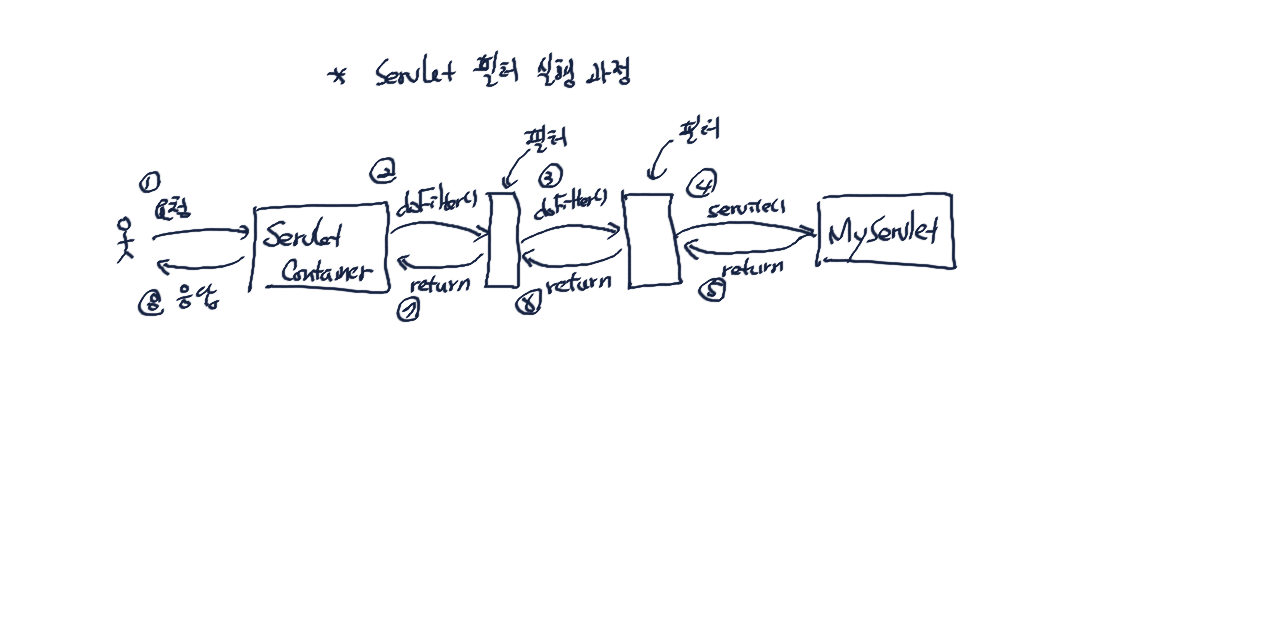 * Servlet 필터 실행 과정
필터
필터
①
②
③
④
요청
doFilter()
doFilter()
service()
Servlet
Container
MyServlet
return
return
return
⑧ 응답
⑦
⑥
⑤